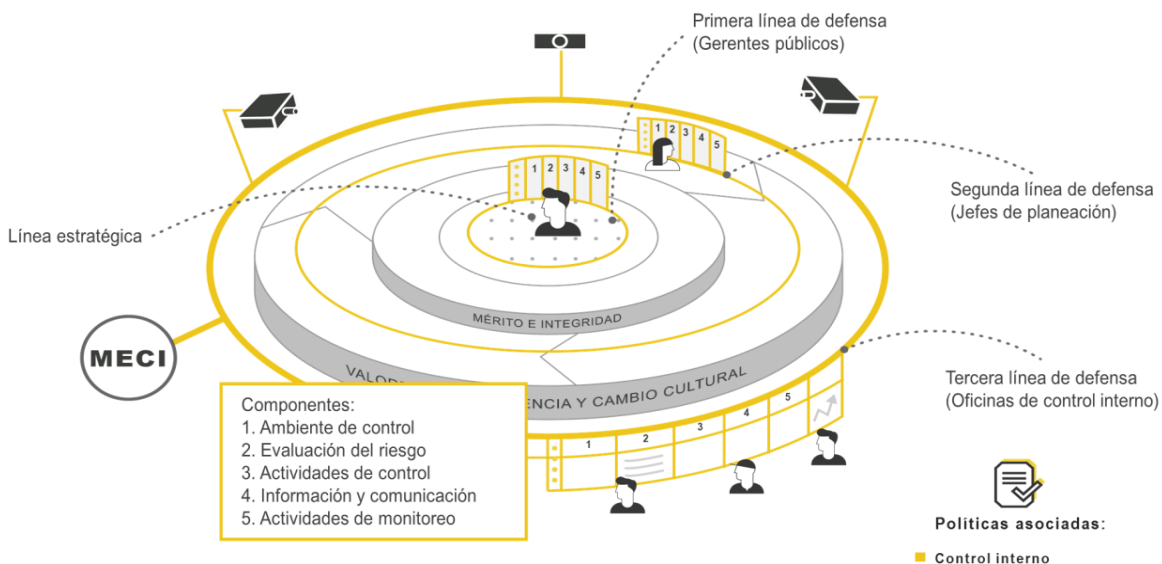 Primera línea de defensa
(Gerentes públicos)
1 2 3 4 5
1 2 3 4 5
Segunda línea de defensa
(Jefes de planeación)
Línea estratégica
MÉRITO E INTEGRIDAD
MECI
VALOR
ENCIA Y CAMBIO CULTURAL
Tercera línea de defensa
(Oficinas de control interno)
Componentes:
1. Ambiente de control
2. Evaluación del riesgo
3. Actividades de control
4. Información y comunicación
5. Actividades de monitoreo
1 2 3 4 5
Políticas asociadas:
Control interno